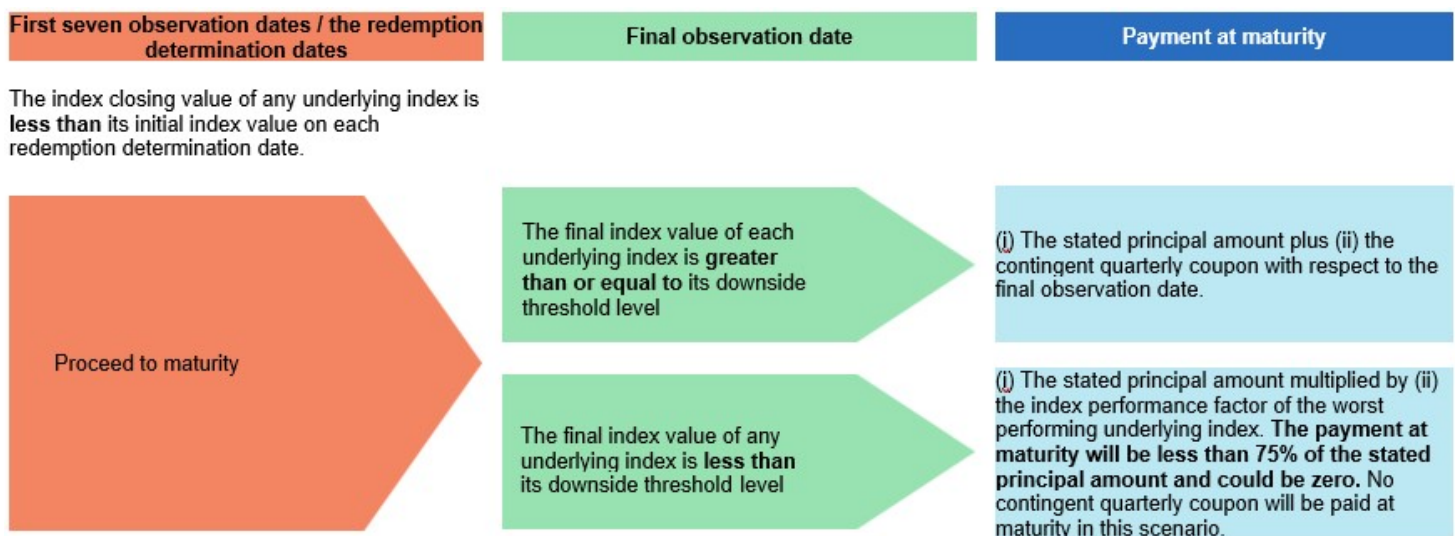 First seven observation dates / the redemption
determination dates
Final observation date
Payment at maturity
The index closing value of any underlying index is
less than its initial index value on each
redemption determination date.
Proceed to maturity
The final index value of each
underlying index is greater
than or equal to its downside
threshold level
(i) The stated principal amount plus (ii) the
contingent quarterly coupon with respect to the
final observation date.
The final index value of any
underlying index is less than
its downside threshold level
(i) The stated principal amount multiplied by (ii)
the index performance factor of the worst
performing underlying index. The payment at
maturity will be less than 75% of the stated
principal amount and could be zero. No
contingent quarterly coupon will be paid at
maturity in this scenario.